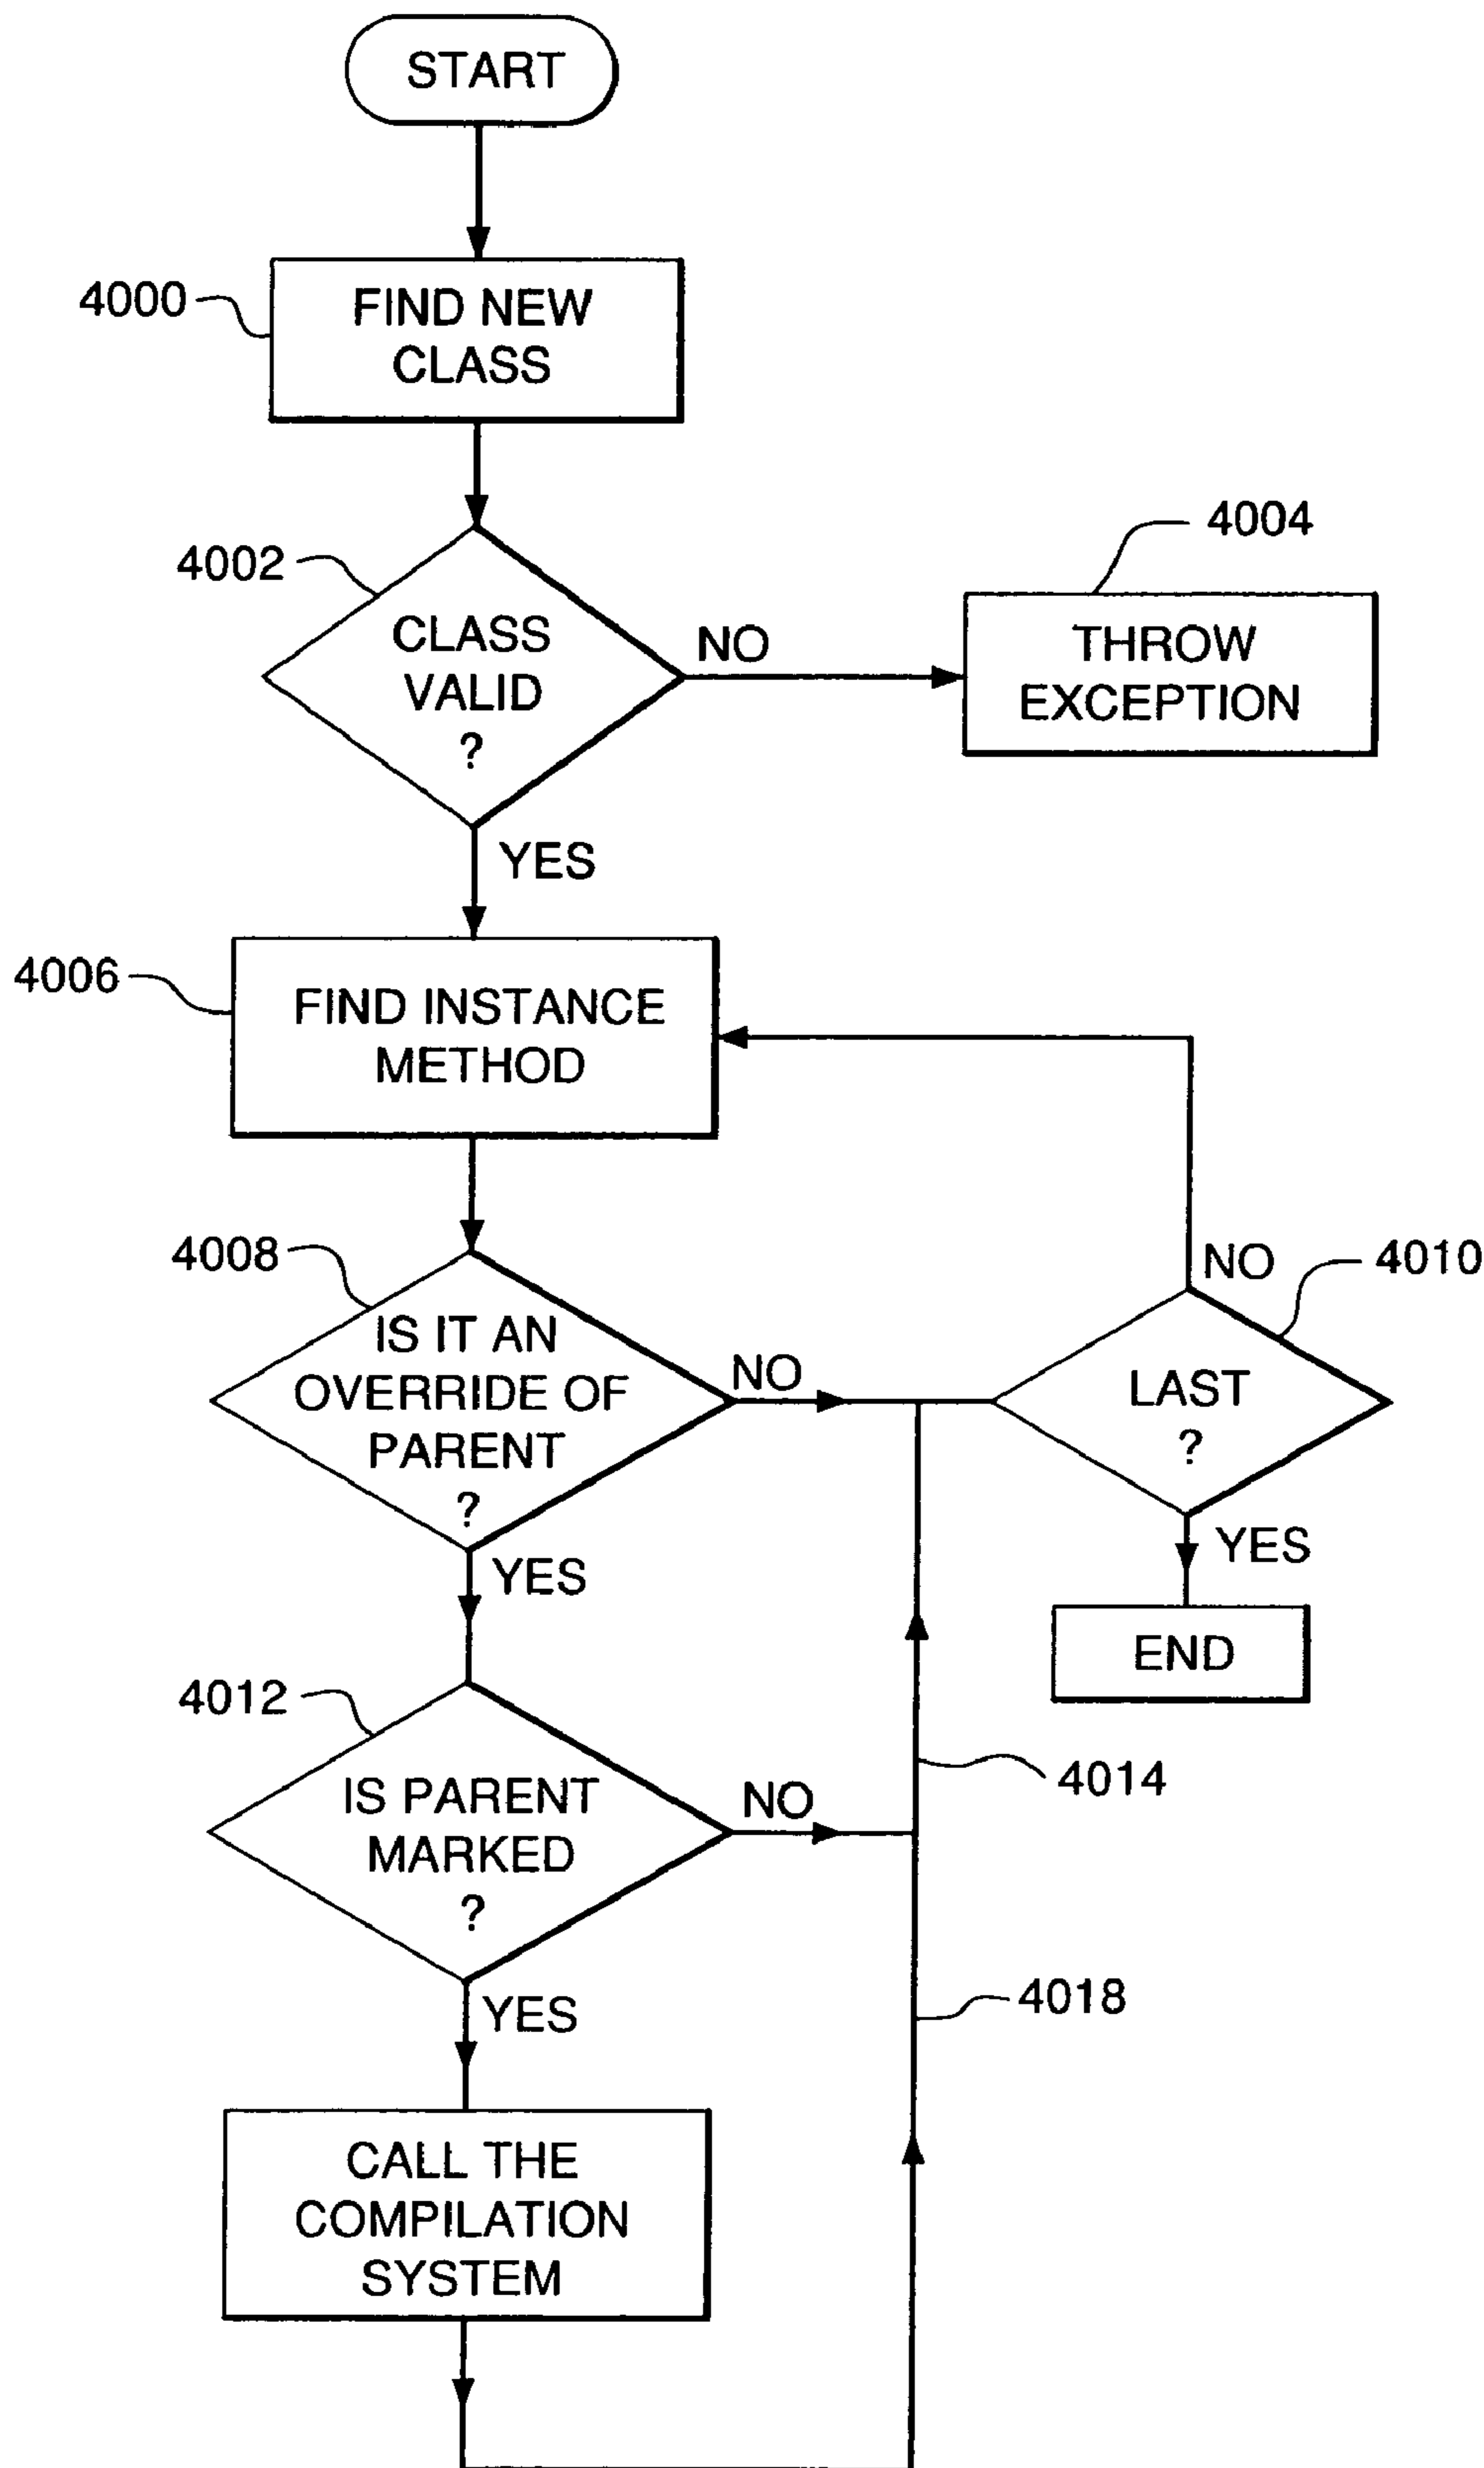 START
4000
FIND NEW
CLASS
4002
CLASS
VALID
?
NO
4004
THROW
EXCEPTION
YES
4006
FIND INSTANCE
METHOD
4008
IS IT AN
OVERRIDE OF
PARENT
?
NO
NO
4010
LAST
?
YES
END
YES
4012
IS PARENT
MARKED
?
NO
4014
YES
4018
CALL THE
COMPILATION
SYSTEM